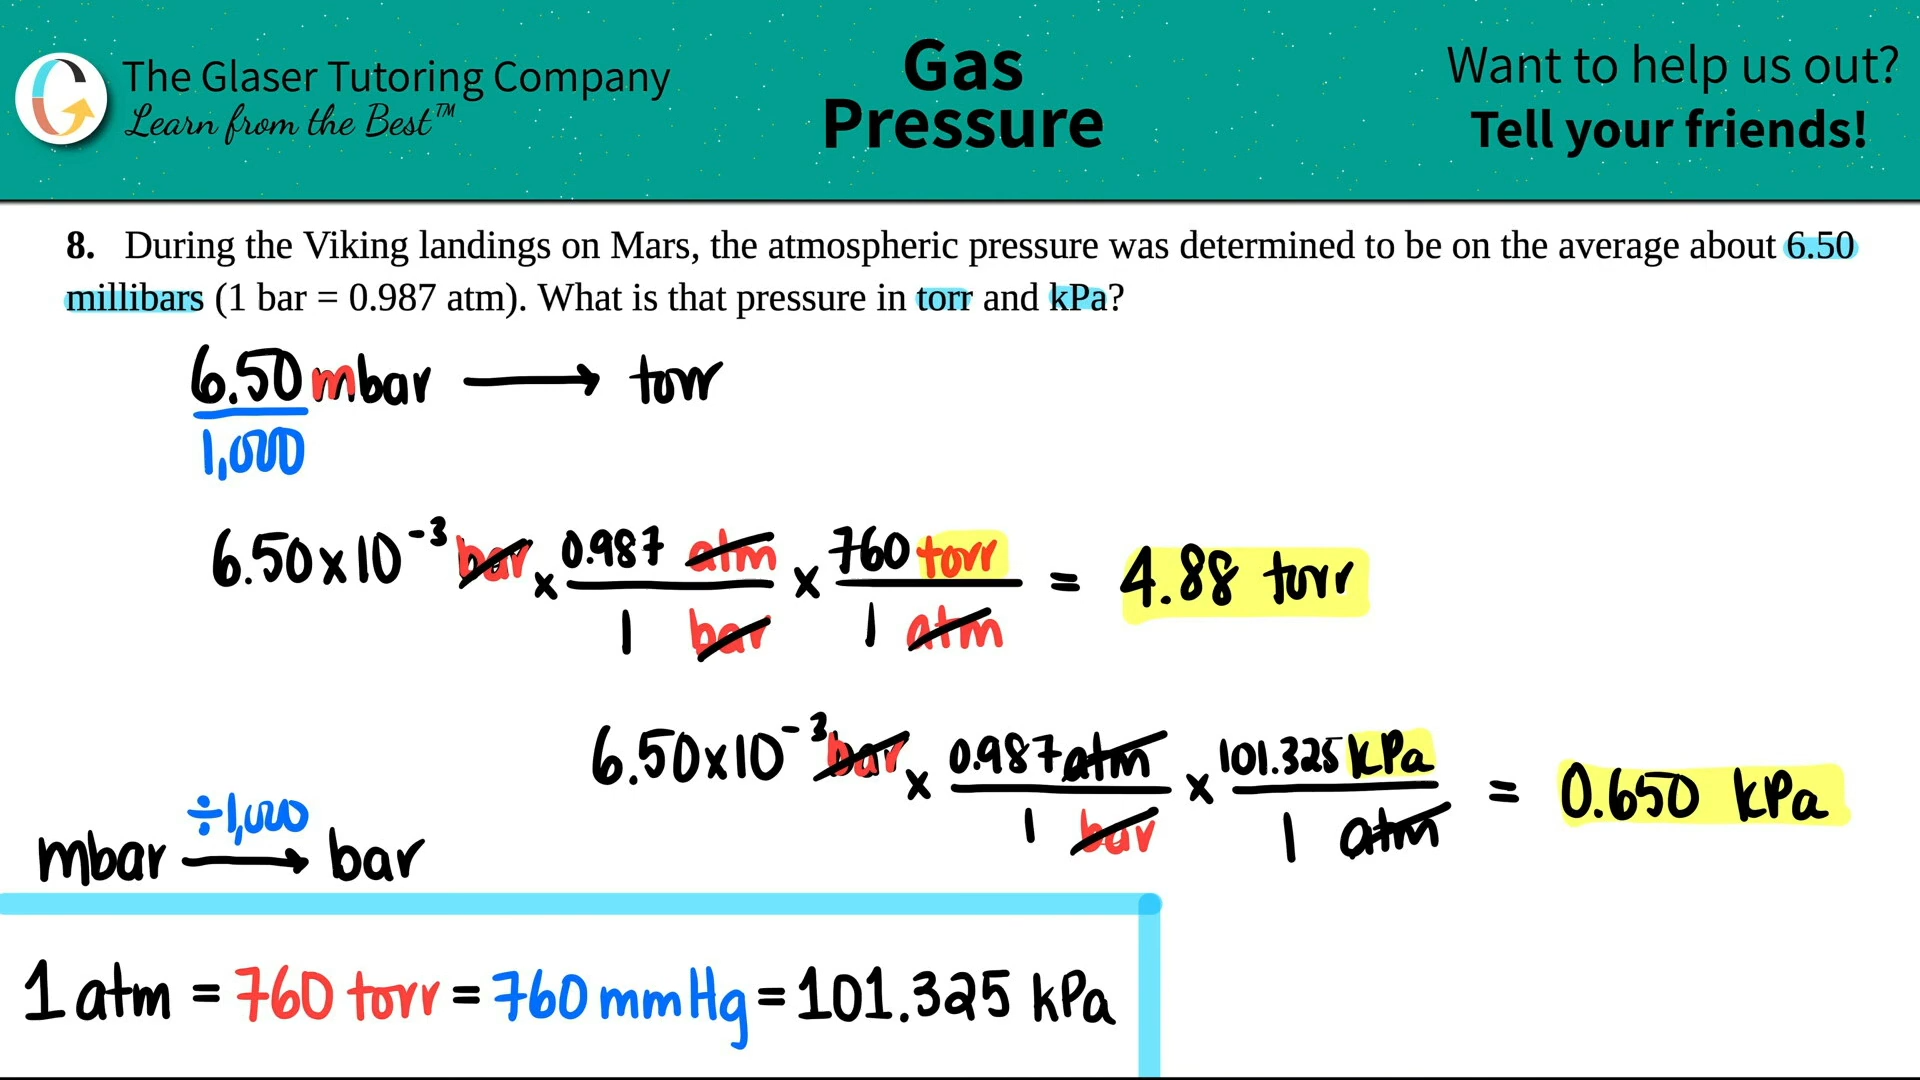 The Glaser Tutoring Company
Learn from the Best™
Gas
Pressure
Want to help us out?
Tell your friends!
8. During the Viking landings on Mars, the atmospheric pressure was determined to be on the average about 6.50
millibars (1 bar = 0.987 atm). What is that pressure in torr and kPa?
6.50 mbar ⟶ torr
1,000
6.50x10⁻³ bar x 0.987 atm / 1 bar x 760 torr / 1 atm = 4.88 torr
6.50x10⁻³ bar x 0.987 atm / 1 bar x 101.325 kPa / 1 atm = 0.650 kPa
÷1,000
mbar ⟶ bar
1 atm = 760 torr = 760 mmHg = 101.325 kPa